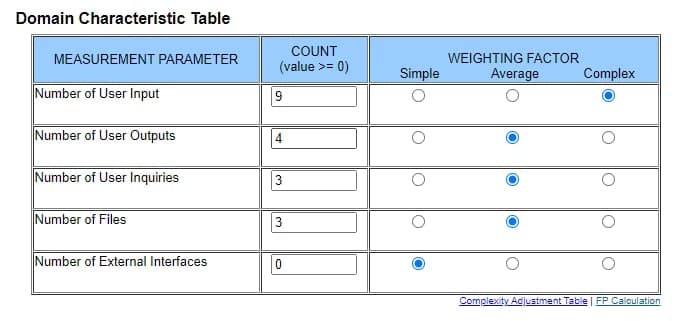 Domain Characteristic Table
MEASUREMENT PARAMETER
COUNT
(value >= 0)
WEIGHTING FACTOR
Simple Average Complex
Number of User Input 9
Number of User Outputs 4
Number of User Inquiries 3
Number of Files 3
Number of External Interfaces 0
Complexity Adjustment Table | FP Calculation